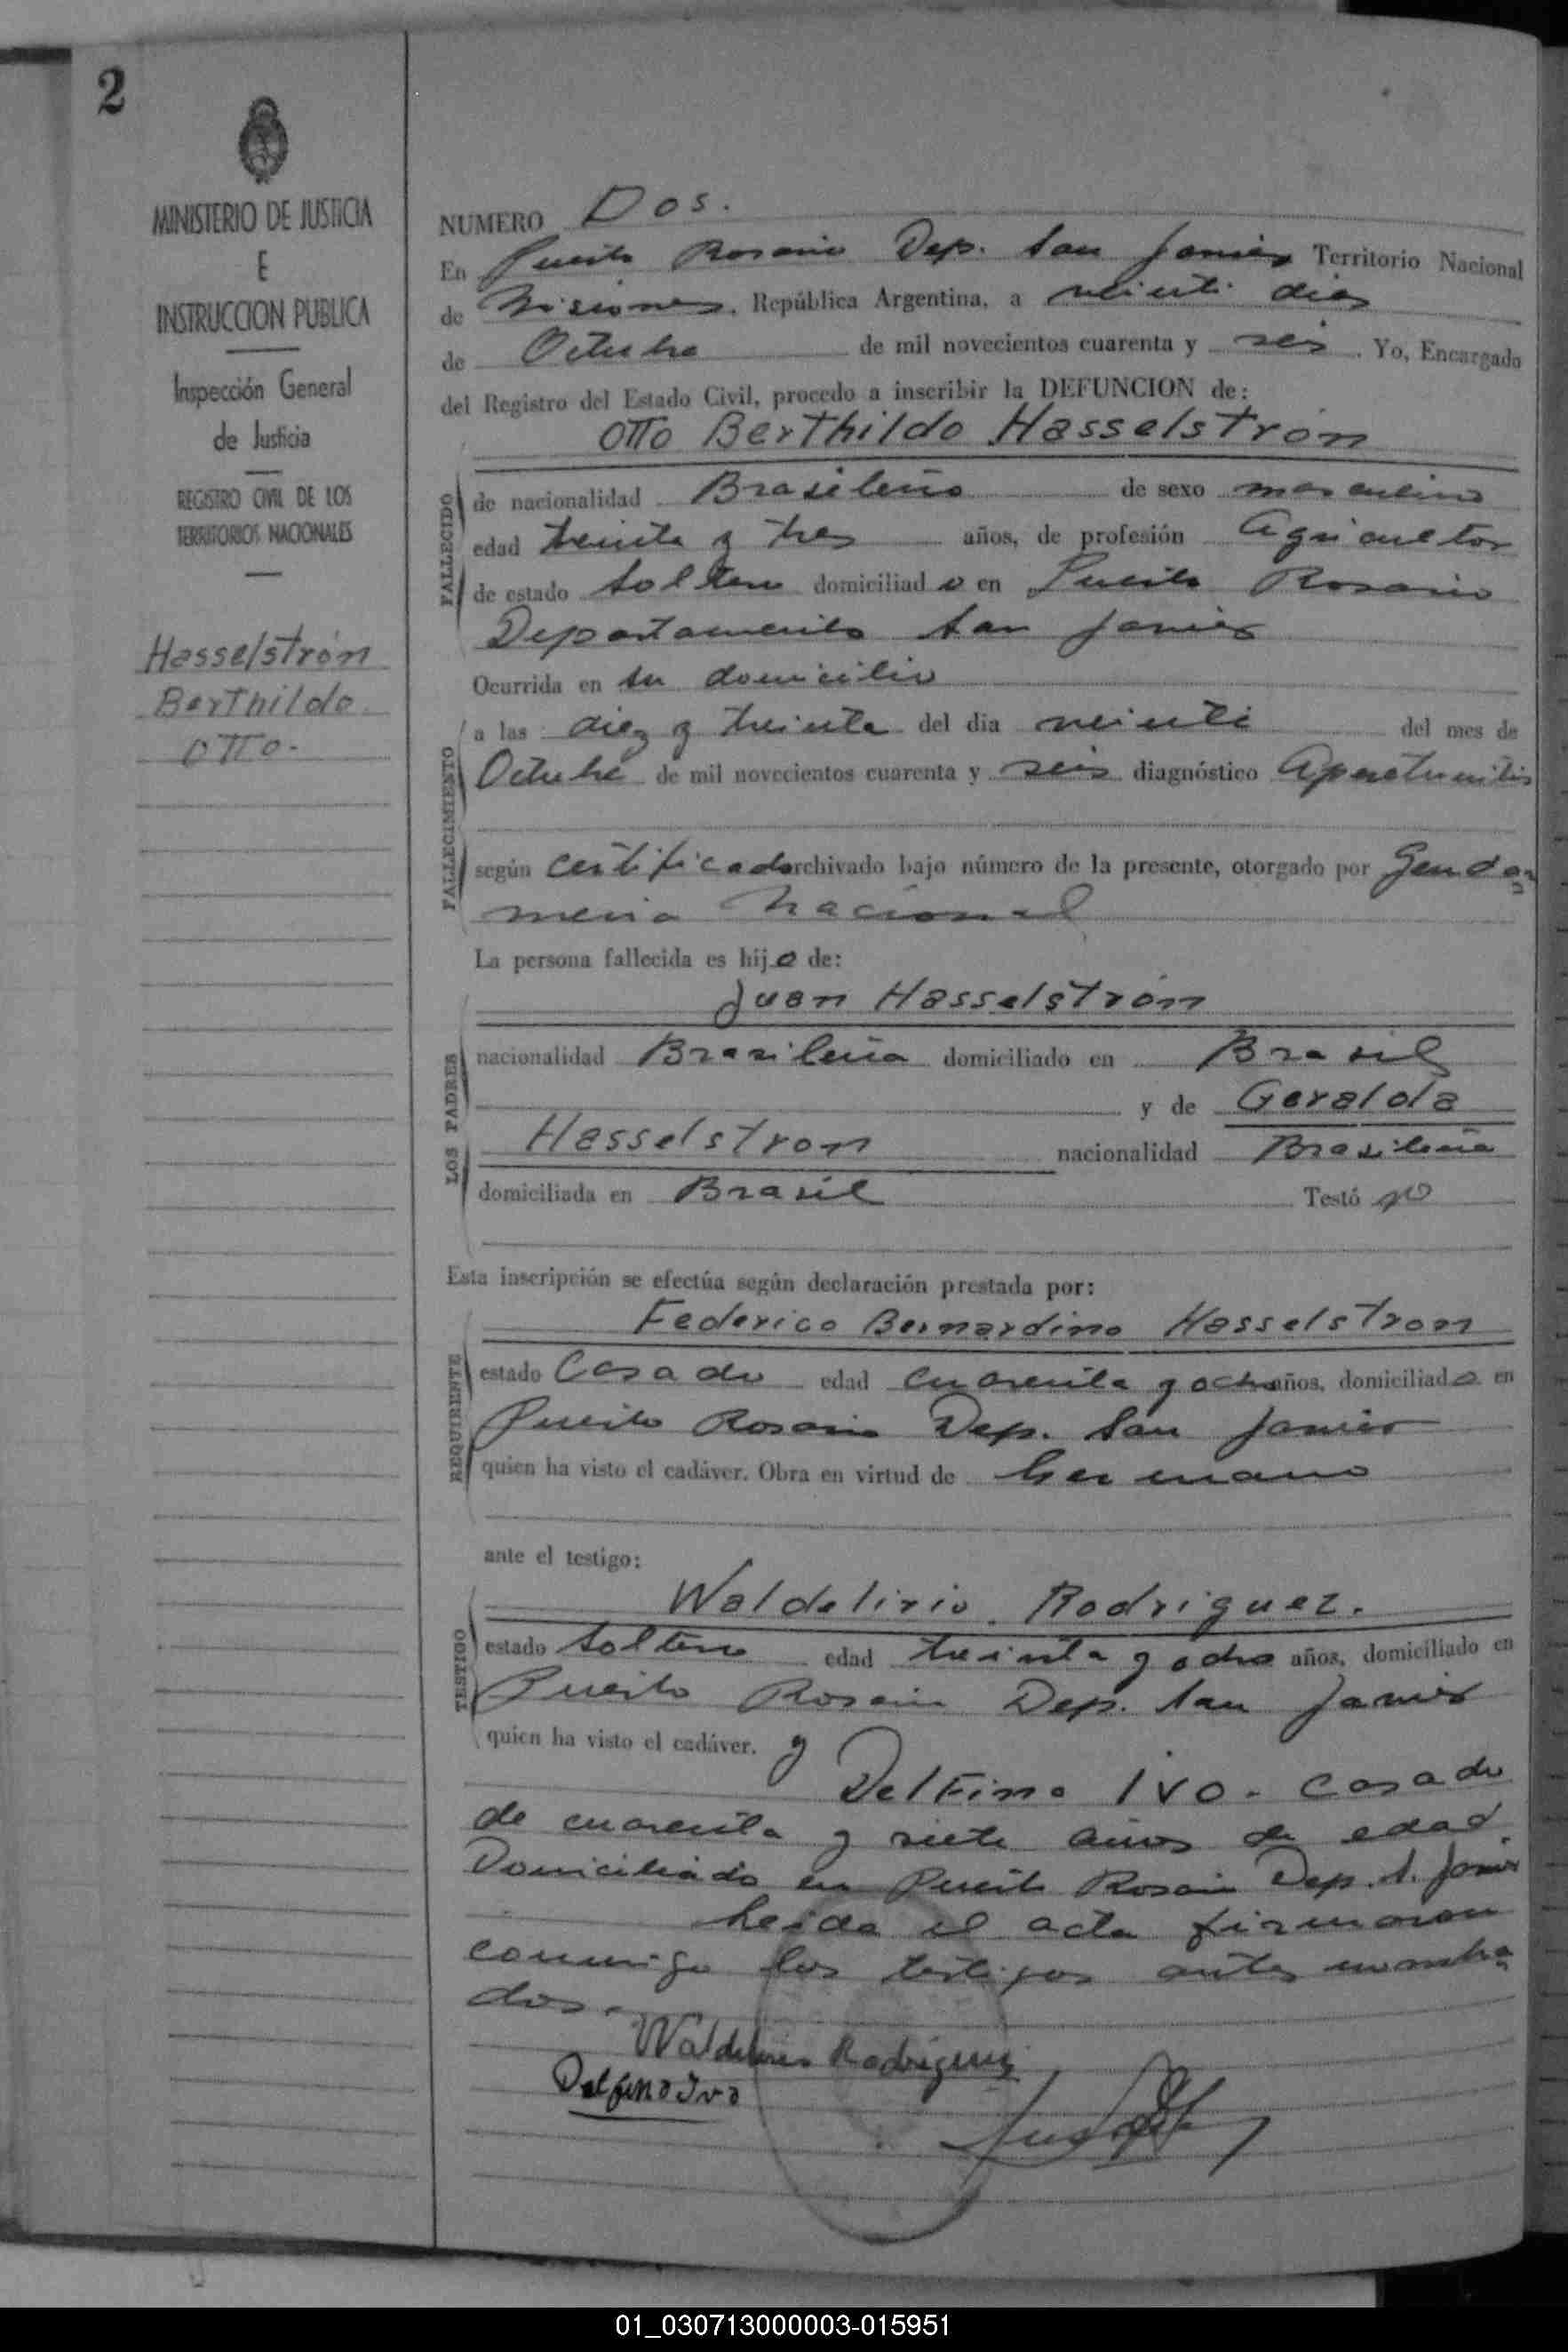 2
MINISTERIO DE JUSTICIA
E
INSTRUCCION PUBLICA
Inspección General
de Justicia
REGISTRO CIVIL DE LOS
TERRITORIOS NACIONALES
Hasselstrón
Berthildo
Otto.
NUMERO Dos.
En Puerto Rosario Dep. San Javier Territorio Nacional
de Misiones, República Argentina, a veinti dias
de Octubre de mil novecientos cuarenta y seis. Yo, Encargado
del Registro del Estado Civil, procedo a inscribir la DEFUNCION de:
Otto Berthildo Hasselstrón
FALLECIDO
de nacionalidad Brasileño de sexo masculino
edad treinta y tres años, de profesión Agricultor
de estado Soltero domiciliado en Puerto Rosario
Departamento San Javier
Ocurrida en su domicilio
FALLECIMIENTO
a las diez y treinta del dia veinti del mes de
Octubre de mil novecientos cuarenta y seis diagnóstico
según certificado archivado bajo número de la presente, otorgado por Gendar
meria Nacional
La persona fallecida es hijo de:
LOS PADRES
Juan Hasselstrón
nacionalidad Brasileña domiciliado en Brasil
y de Geralda
Hasselstron nacionalidad Brasileña
domiciliada en Brasil Testó no
Esta inscripción se efectúa según declaración prestada por:
REQUIRENTE
Federico Bernardino Hasselstron
estado Casado edad cuarenta y ocho años, domiciliado en
Puerto Rosario Dep. San Javier
quien ha visto el cadáver. Obra en virtud de hermano
ante el testigo:
TESTIGO
Waldelirio Rodriguez.
estado Soltero edad treinta y ocho años, domiciliado en
Puerto Rosario Dep. San Javier
quien ha visto el cadáver. y
Delfino Ivo. Casado
de cuarenta y siete años de edad.
Domiciliado en Puerto Rosario Dep. S. Javier
Leida el acta firmaron
conmigo los testigos antes nombra
dos.
Waldelirio Rodriguez
Delfino Ivo
01_030713000003-015951